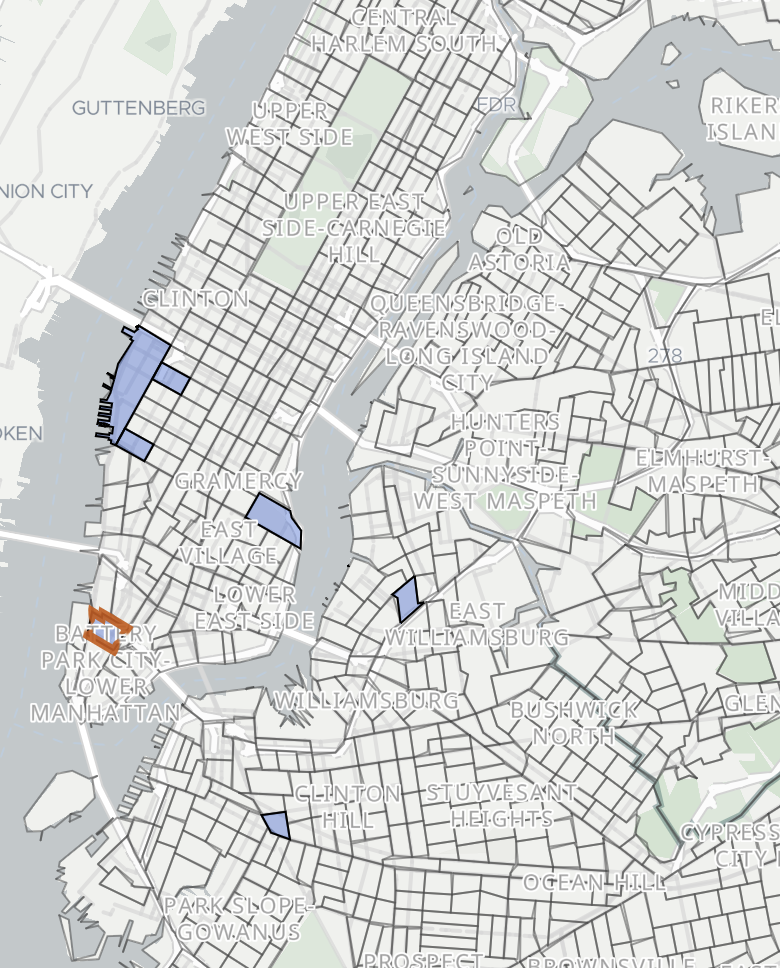 CENTRAL
HARLEM SOUTH
GUTTENBERG
FDR
RIKER
ISLAN
UPPER
WEST SIDE
NION CITY
UPPER EAST
SIDE-CARNEGIE
HILL
OLD
ASTORIA
CLINTON
QUEENSBRIDGE-
RAVENSWOOD-
LONG ISLAND
CITY
EL
278
OKEN
HUNTERS
POINT-
SUNNYSIDE-
WEST MASPETH
ELMHURST-
MASPETH
GRAMERCY
EAST
VILLAGE
LOWER
EAST SIDE
MIDD
VILLA
EAST
WILLIAMSBURG
BATTERY
PARK CITY-
LOWER
MANHATTAN
WILLIAMSBURG
BUSHWICK
NORTH
GLEN
CLINTON
HILL
STUYVESANT
HEIGHTS
CYPRESS
CITY
OCEAN HILL
PARK SLOPE-
GOWANUS
PROSPECT
BROWNSVILLE